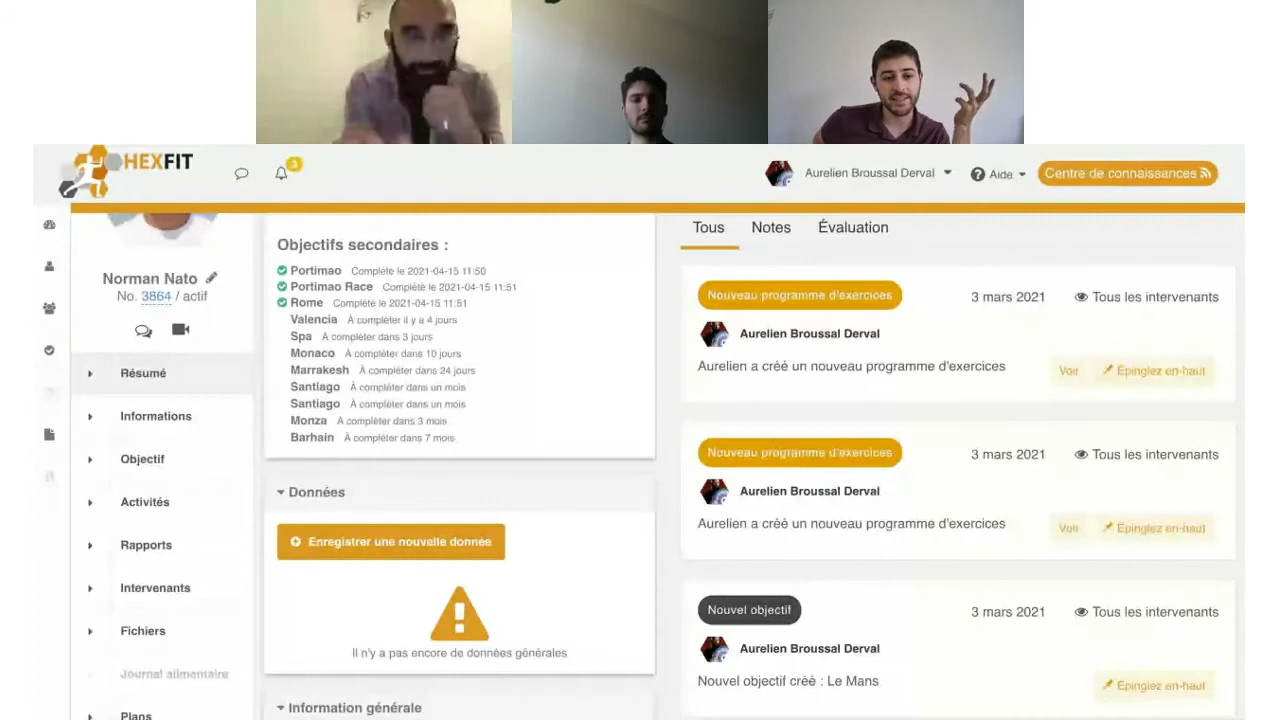 HEXFIT
3
Aurelien Broussal Derval
Aide
Centre de connaissances
Norman Nato
No. 3864 / actif
Résumé
Informations
Objectif
Activités
Rapports
Intervenants
Fichiers
Journal alimentaire
Plans
Objectifs secondaires :
Portimao Complété le 2021-04-15 11:50
Portimao Race Complété le 2021-04-15 11:51
Rome Complété le 2021-04-15 11:51
Valencia À compléter il y a 4 jours
Spa À compléter dans 3 jours
Monaco À compléter dans 10 jours
Marrakesh À compléter dans 24 jours
Santiago À compléter dans un mois
Santiago À compléter dans un mois
Monza À compléter dans 3 mois
Barhain À compléter dans 7 mois
Données
Enregistrer une nouvelle donnée
Il n'y a pas encore de données générales
Information générale
Tous Notes Évaluation
Nouveau programme d'exercices 3 mars 2021 Tous les intervenants
Aurelien Broussal Derval
Aurelien a créé un nouveau programme d'exercices Voir Épinglez en-haut
Nouveau programme d'exercices 3 mars 2021 Tous les intervenants
Aurelien Broussal Derval
Aurelien a créé un nouveau programme d'exercices Voir Épinglez en-haut
Nouvel objectif 3 mars 2021 Tous les intervenants
Aurelien Broussal Derval
Nouvel objectif créé : Le Mans Épinglez en-haut